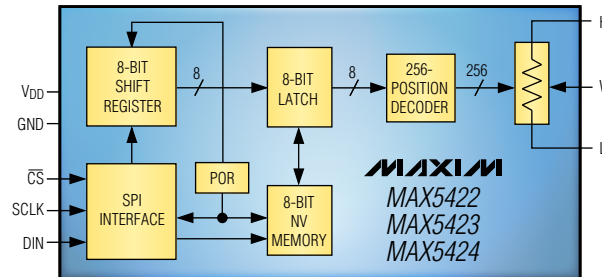 8-BIT
SHIFT
REGISTER
8
8-BIT
LATCH
8
256-
POSITION
DECODER
256
H
W
L
VDD
GND
CS
SCLK
DIN
SPI
INTERFACE
POR
8-BIT
NV
MEMORY
MAXIM
MAX5422
MAX5423
MAX5424